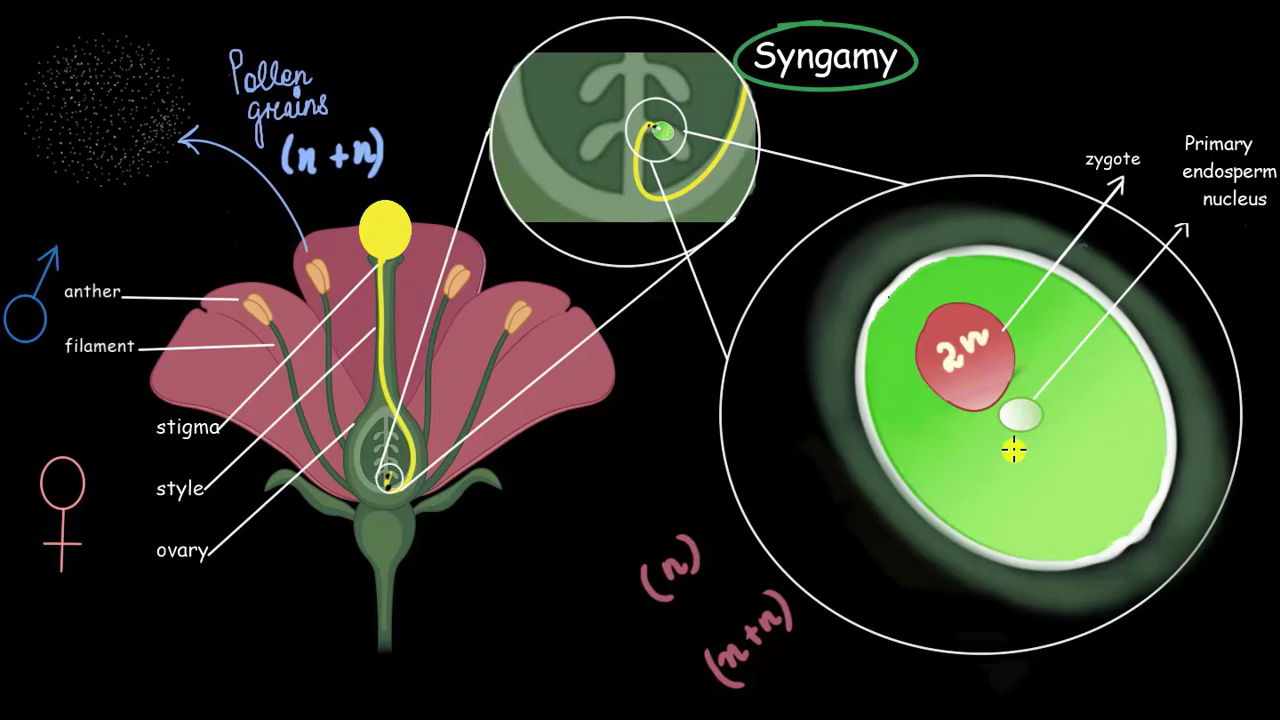 Pollen
grains
(n+n)
Syngamy
zygote
Primary
endosperm
nucleus
anther
filament
2n
stigma
style
ovary
(n)
(n+n)